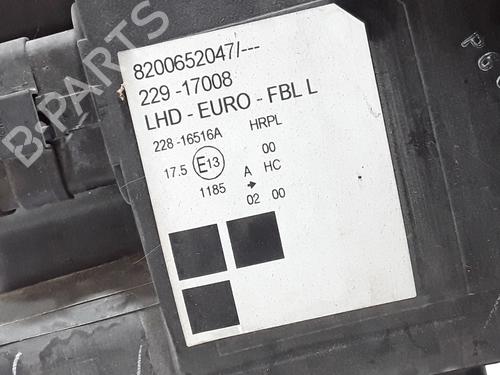 8200652047/---
229 -17008
LHD - EURO - FBL L
228 -16516A HRPL
00
17.5 E13 A HC
1185 ➔
02 00
B-PARTS